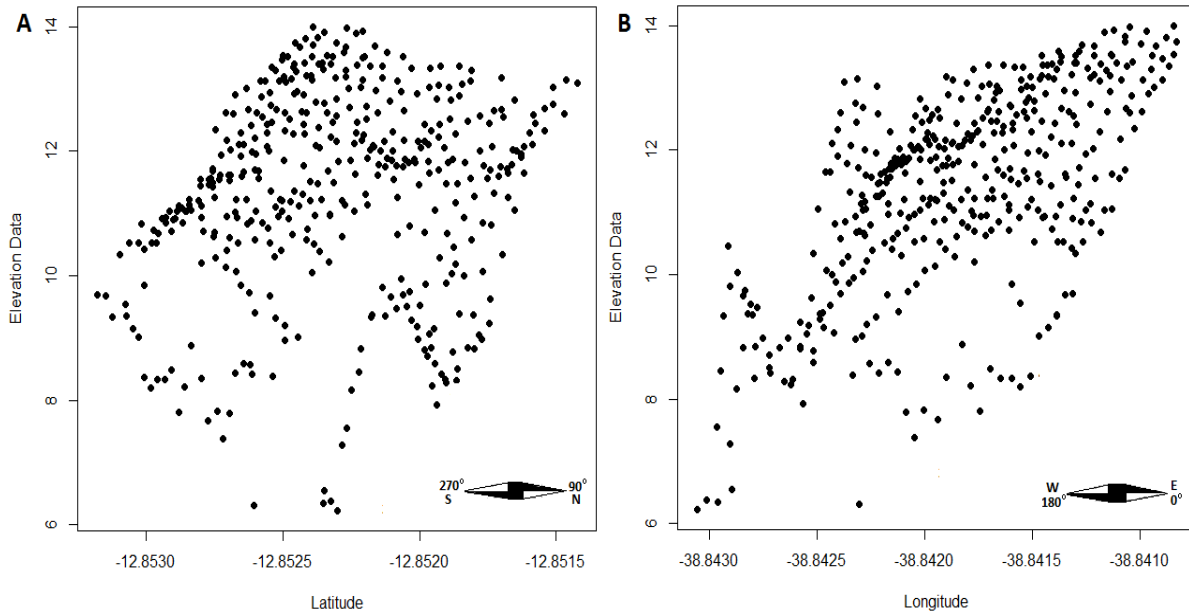 A
Elevation Data
14
12
10
8
6
270° 90°
S N
-12.8530 -12.8525 -12.8520 -12.8515
Latitude
B
Elevation Data
14
12
10
8
6
W E
180° 0°
-38.8430 -38.8425 -38.8420 -38.8415 -38.8410
Longitude